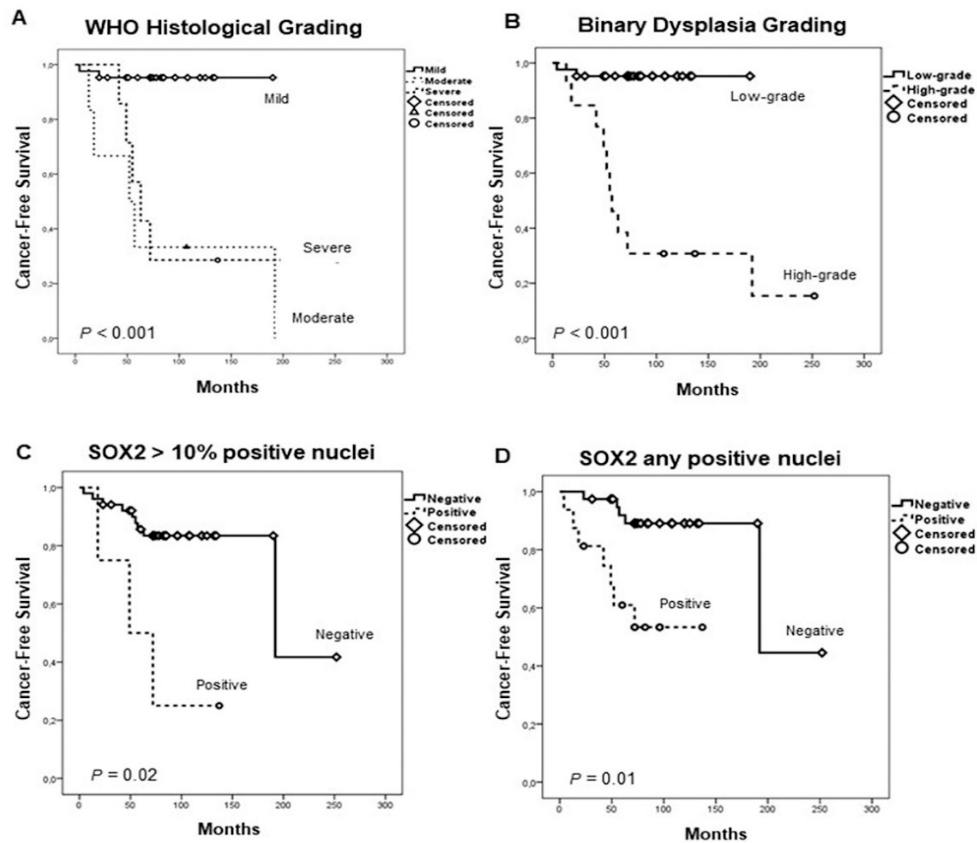 A
WHO Histological Grading
Cancer-Free Survival
1,0
0,8
0,6
0,4
0,2
0,0
0
50
100
150
200
250
300
Months
Mild
Severe
Moderate
P < 0.001
Mild
Moderate
Severe
Censored
Censored
Censored
B
Binary Dysplasia Grading
Cancer-Free Survival
1,0
0,8
0,6
0,4
0,2
0,0
0
50
100
150
200
250
300
Months
Low-grade
High-grade
P < 0.001
Low-grade
High-grade
Censored
Censored
C
SOX2 > 10% positive nuclei
Cancer-Free Survival
1,0
0,8
0,6
0,4
0,2
0,0
0
50
100
150
200
250
300
Months
Negative
Positive
P = 0.02
Negative
Positive
Censored
Censored
D
SOX2 any positive nuclei
Cancer-Free Survival
1,0
0,8
0,6
0,4
0,2
0,0
0
50
100
150
200
250
300
Months
Positive
Negative
P = 0.01
Negative
Positive
Censored
Censored